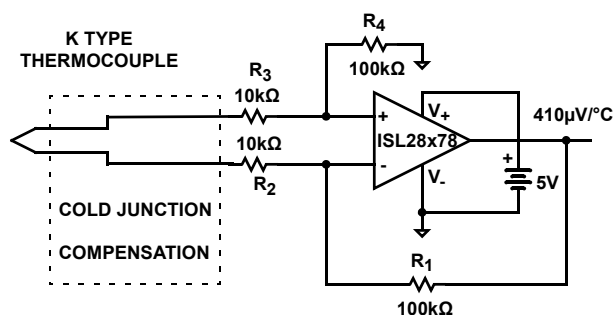 K TYPE
THERMOCOUPLE
R4
100kΩ
R3
10kΩ
10kΩ
R2
+
-
ISL28x78
V+
V-
410µV/°C
+
5V
COLD JUNCTION
COMPENSATION
R1
100kΩ